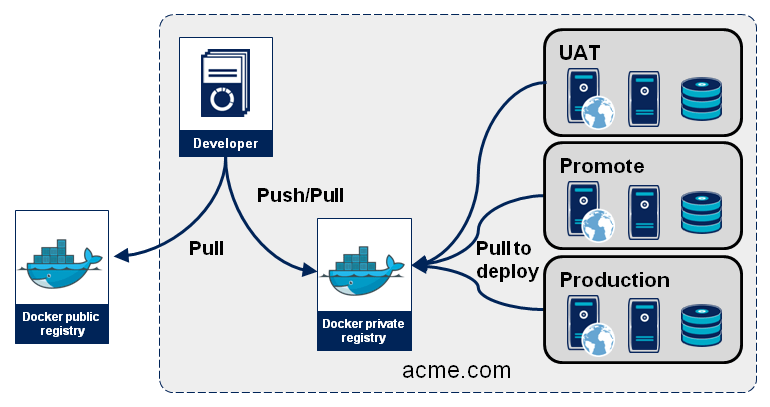 UAT
Developer
Promote
Push/Pull
Pull
Pull to
deploy
Production
Docker public
registry
Docker private
registry
acme.com